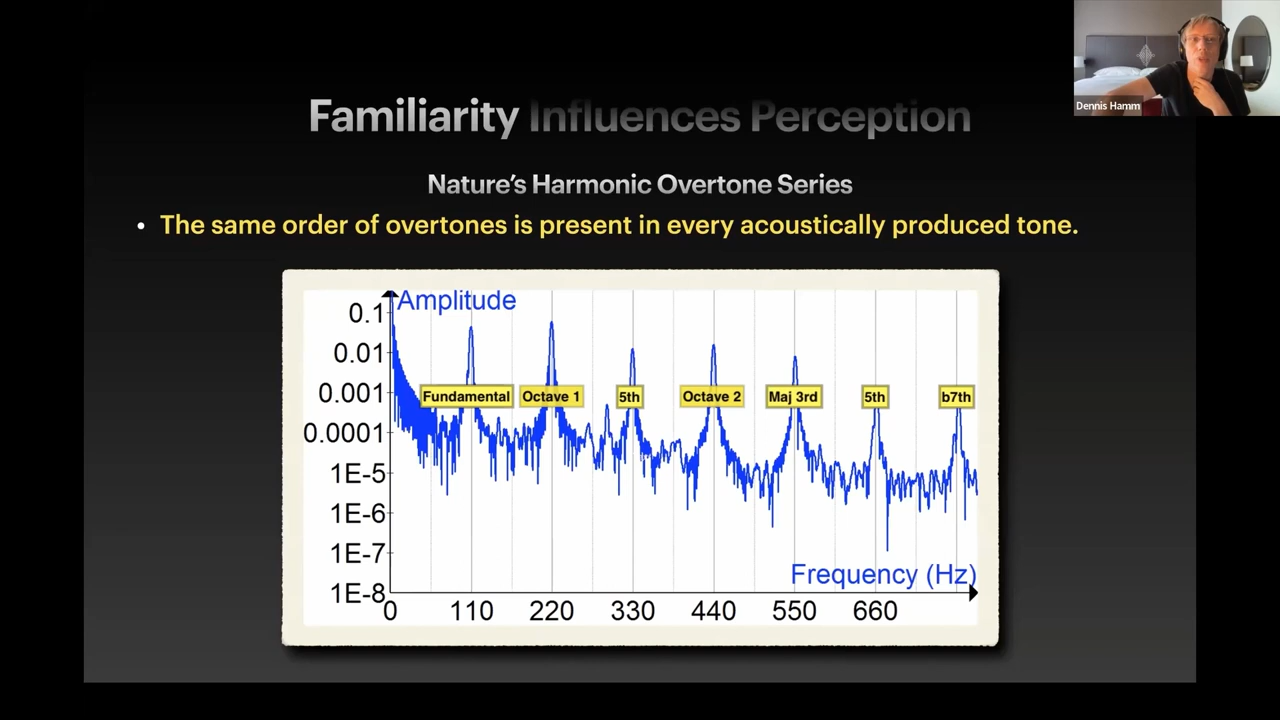 Dennis Hamm
Familiarity Influences Perception
Nature's Harmonic Overtone Series
• The same order of overtones is present in every acoustically produced tone.
Amplitude
0.1
0.01
0.001
0.0001
1E-5
1E-6
1E-7
1E-8
Fundamental Octave 1 5th Octave 2 Maj 3rd 5th b7th
Frequency (Hz)
0 110 220 330 440 550 660